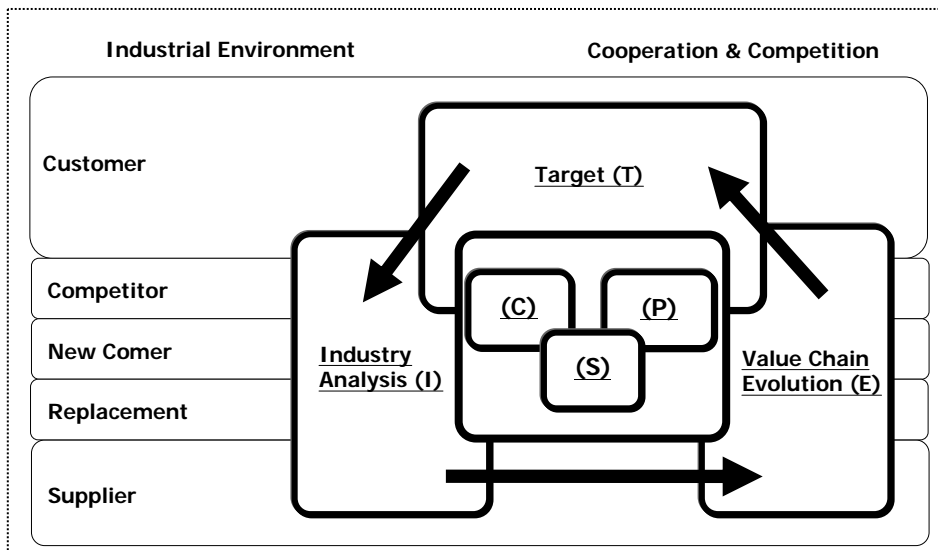 Industrial Environment
Cooperation & Competition
Customer
Target (T)
Competitor
(C)
(P)
New Comer
Industry
Analysis (I)
(S)
Value Chain
Evolution (E)
Replacement
Supplier